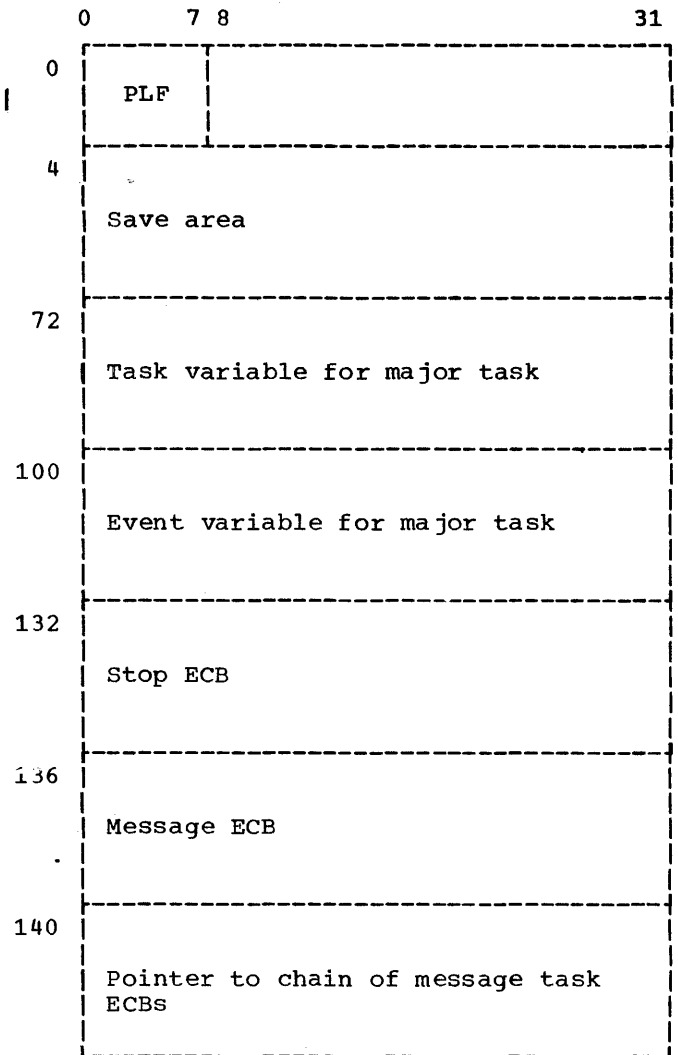 0 7 8 31
0
PLF
4
Save area
72
Task variable for major task
100
Event variable for major task
132
Stop ECB
136
Message ECB
140
Pointer to chain of message task
ECBs